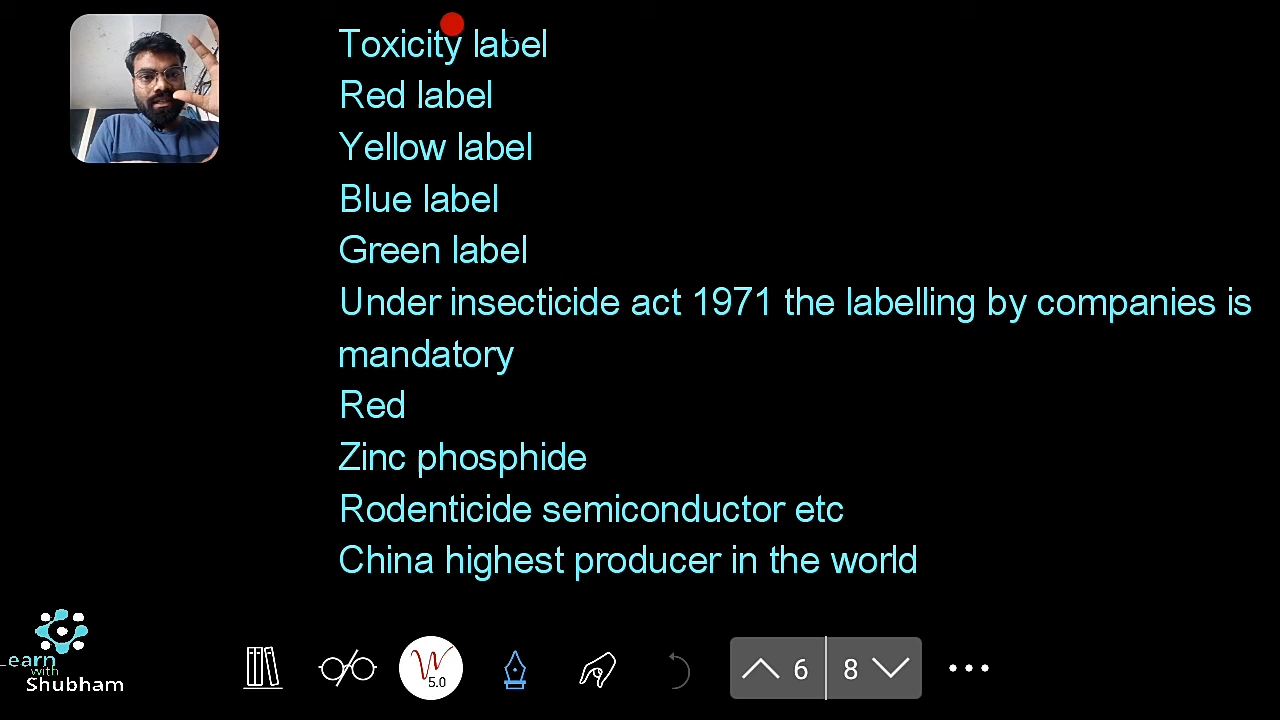 Toxicity label
Red label
Yellow label
Blue label
Green label
Under insecticide act 1971 the labelling by companies is
mandatory
Red
Zinc phosphide
Rodenticide semiconductor etc
China highest producer in the world
Learn
with
Shubham
W
5.0
6
8